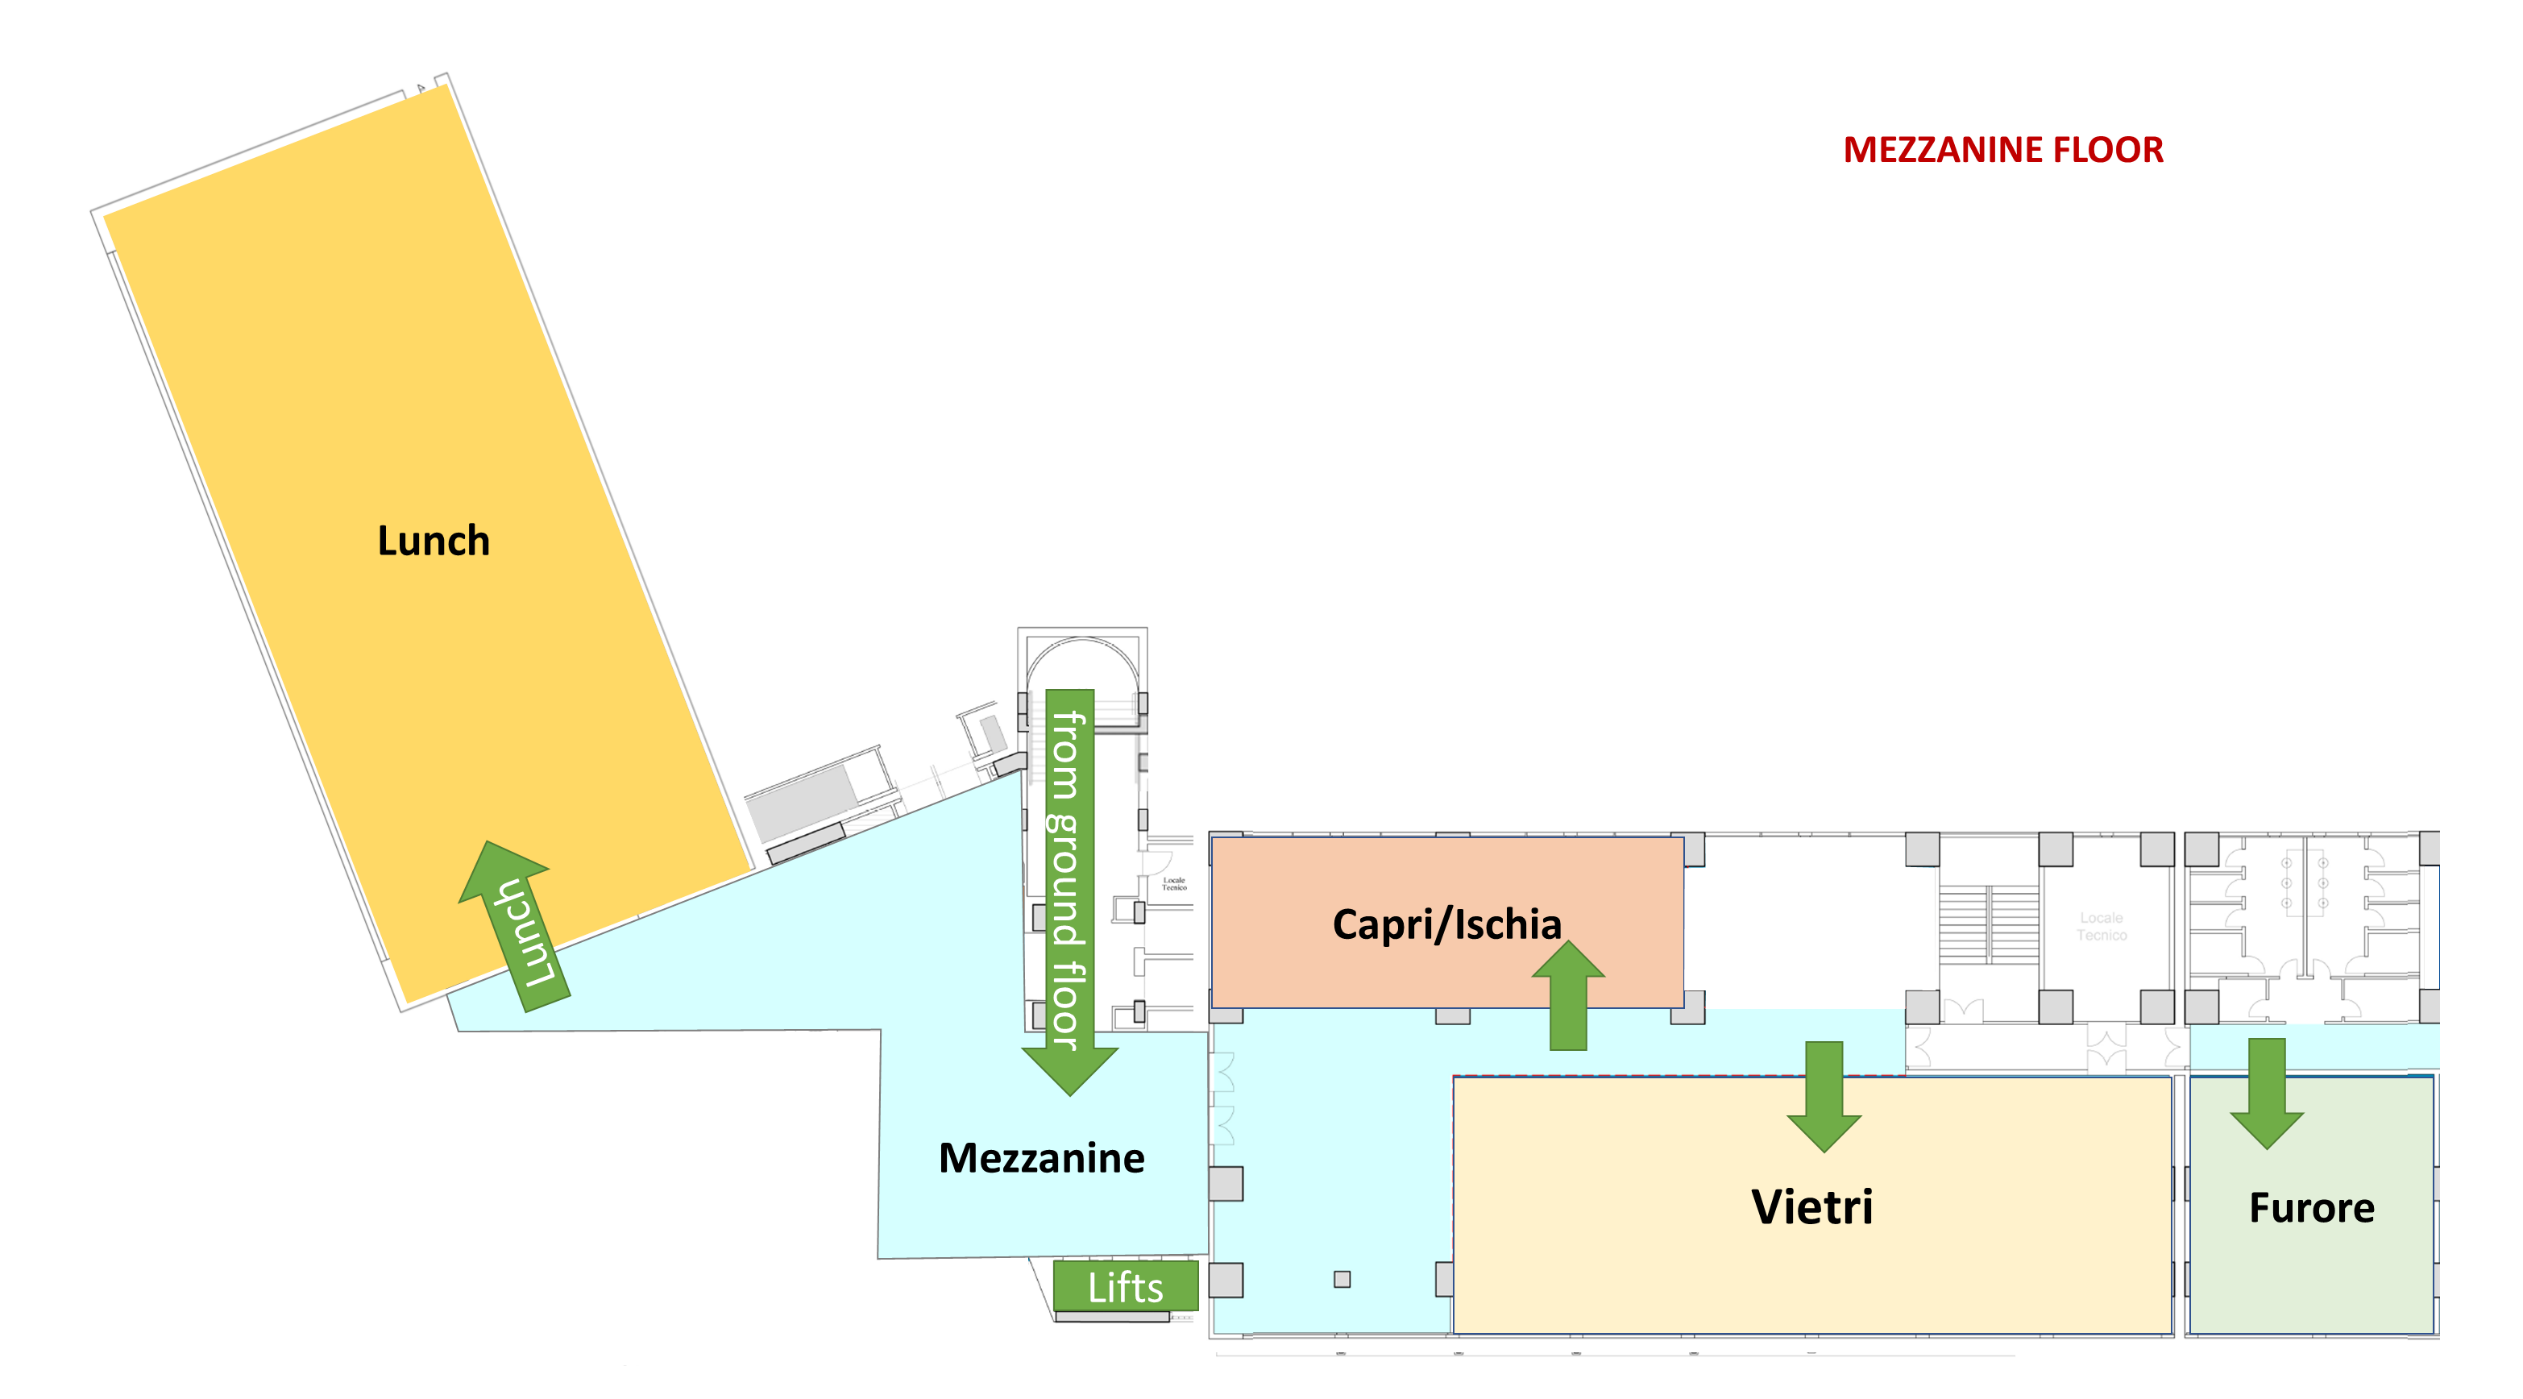 MEZZANINE FLOOR
Lunch
Lunch
from ground floor
Locale
Tecnico
Capri/Ischia
Locale
Tecnico
Mezzanine
Vietri
Furore
Lifts